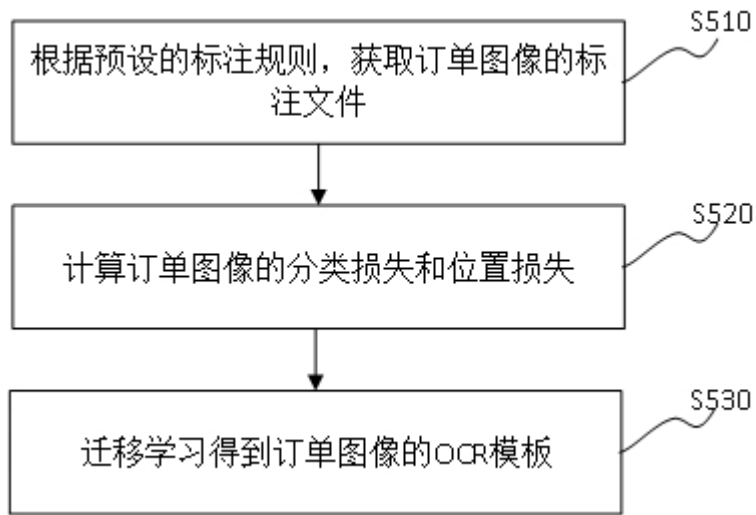 S510
根据预设的标注规则，获取订单图像的标
注文件
S520
计算订单图像的分类损失和位置损失
S530
迁移学习得到订单图像的OCR模板